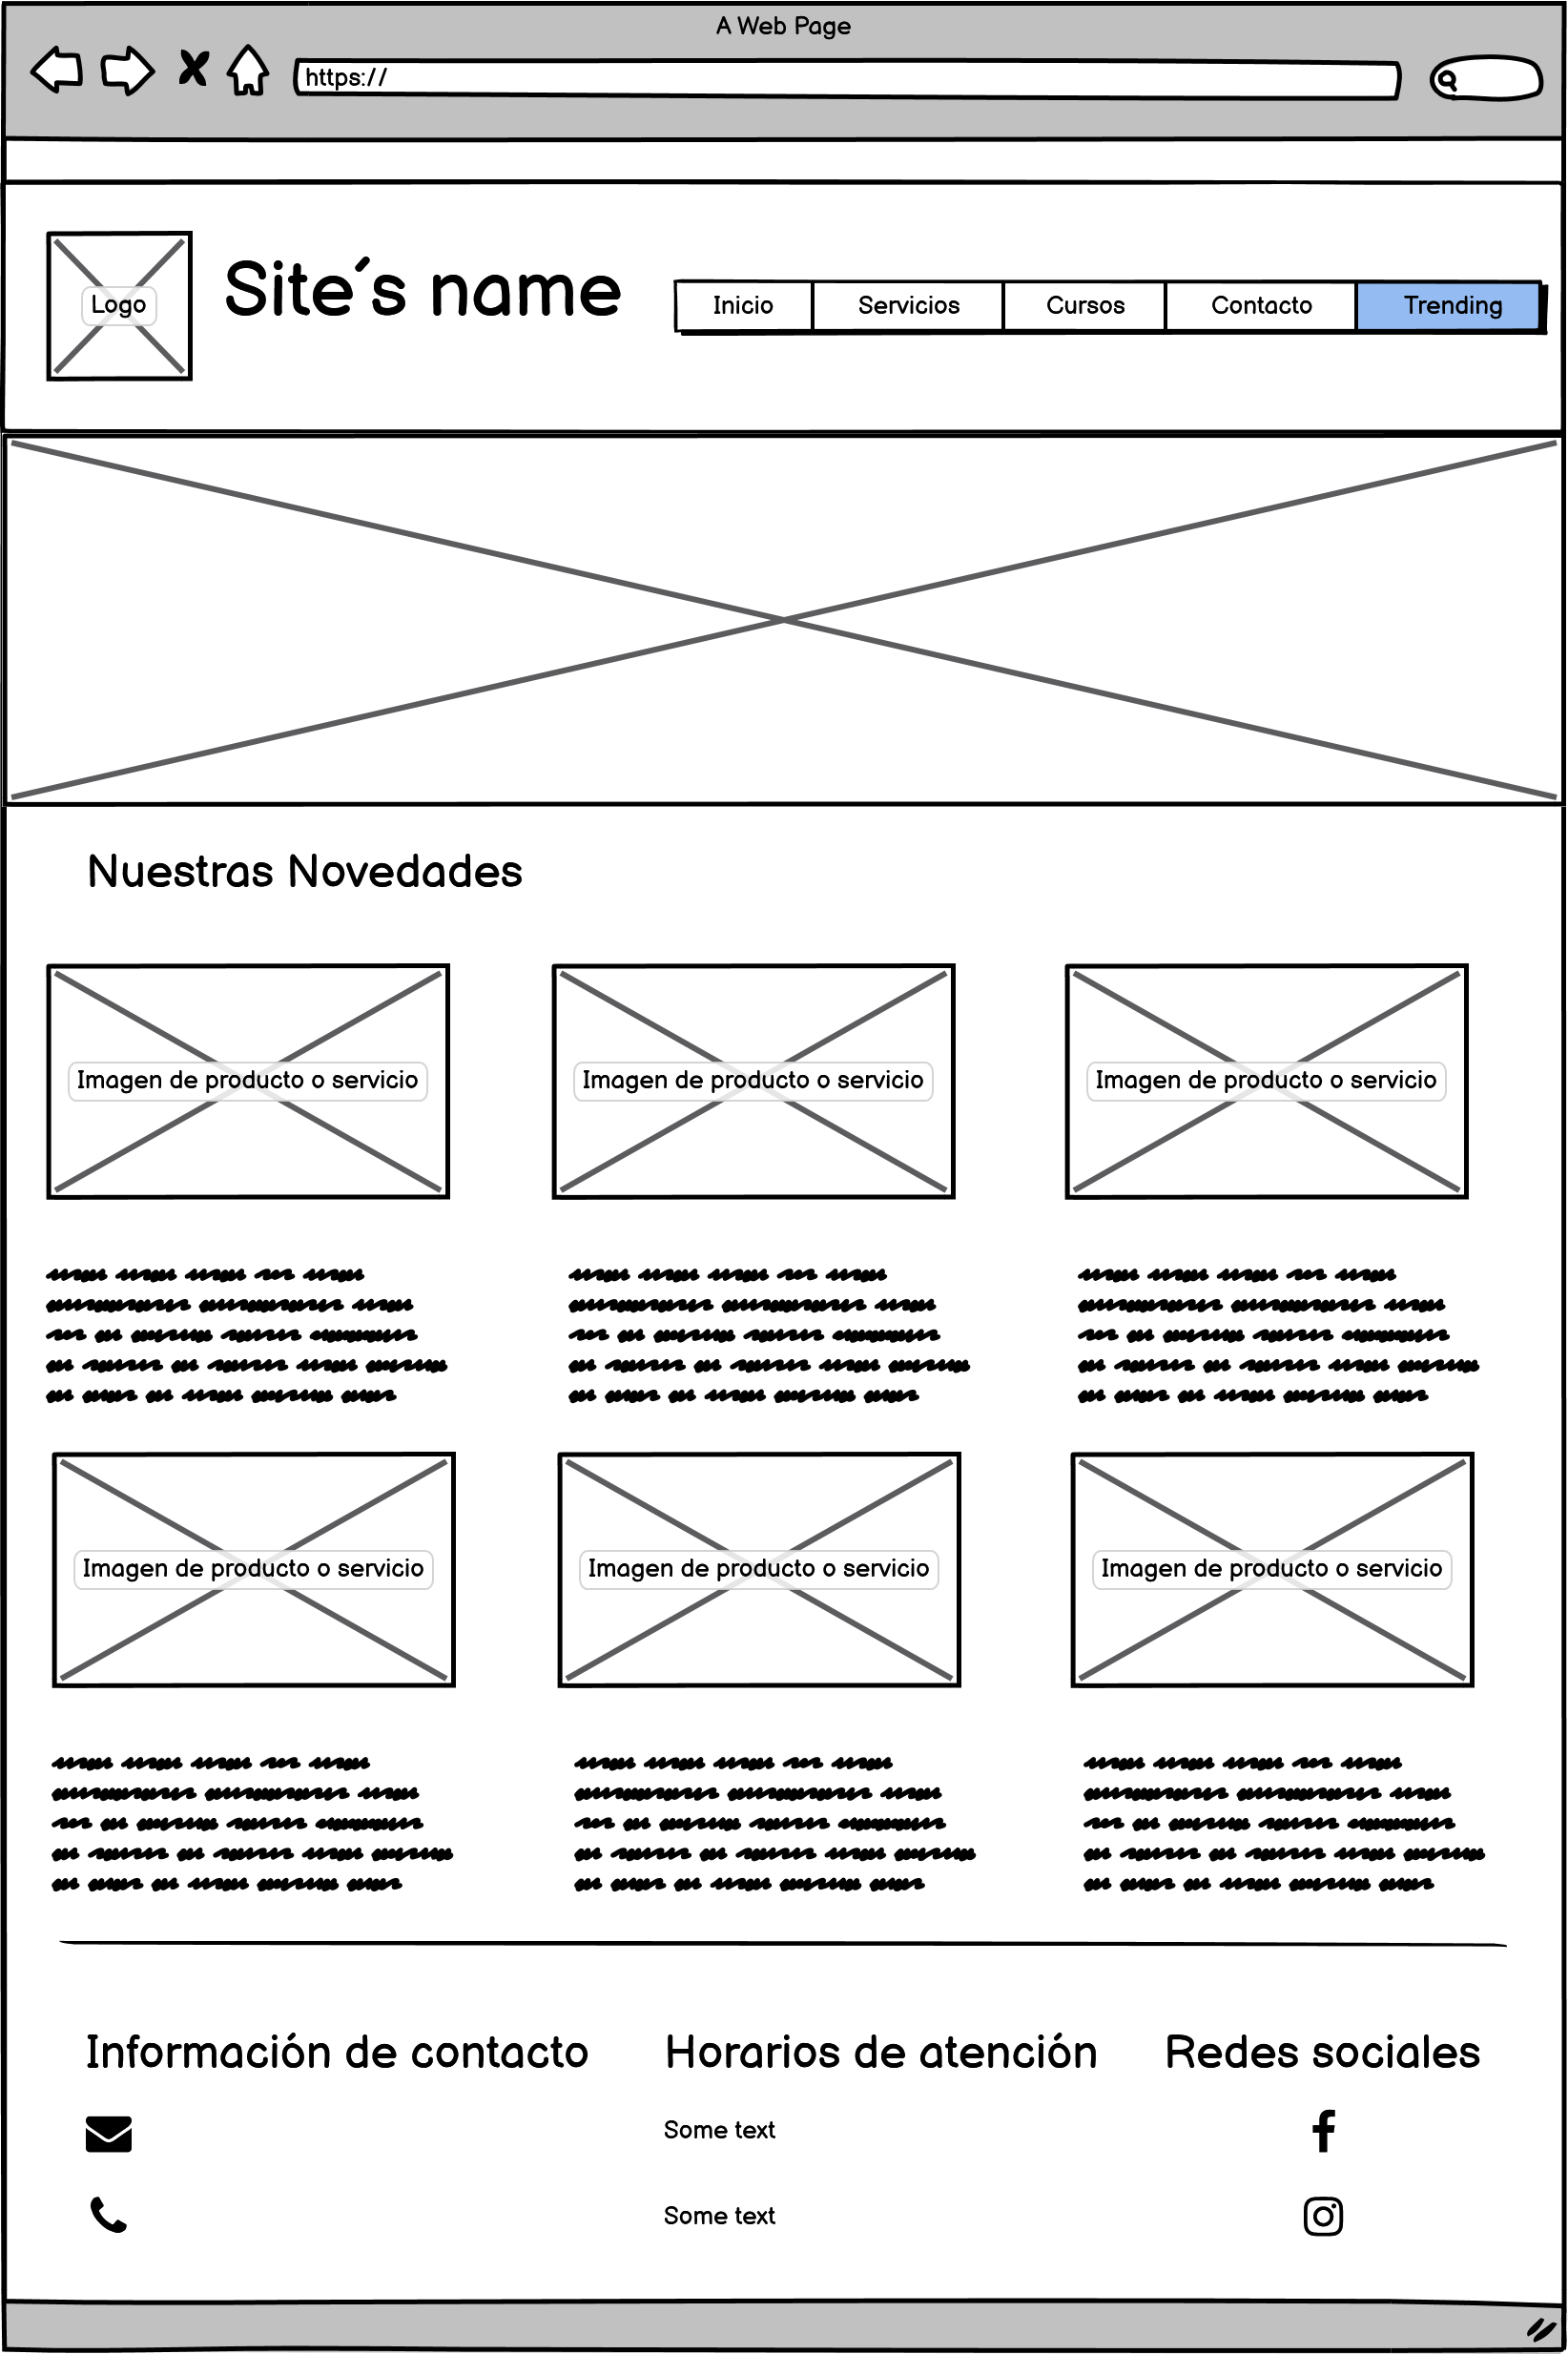 A Web Page
https://
Logo
Site´s name
Inicio
Servicios
Cursos
Contacto
Trending
Nuestras Novedades
Imagen de producto o servicio
Imagen de producto o servicio
Imagen de producto o servicio
Imagen de producto o servicio
Imagen de producto o servicio
Imagen de producto o servicio
Información de contacto
Horarios de atención
Redes sociales
Some text
Some text